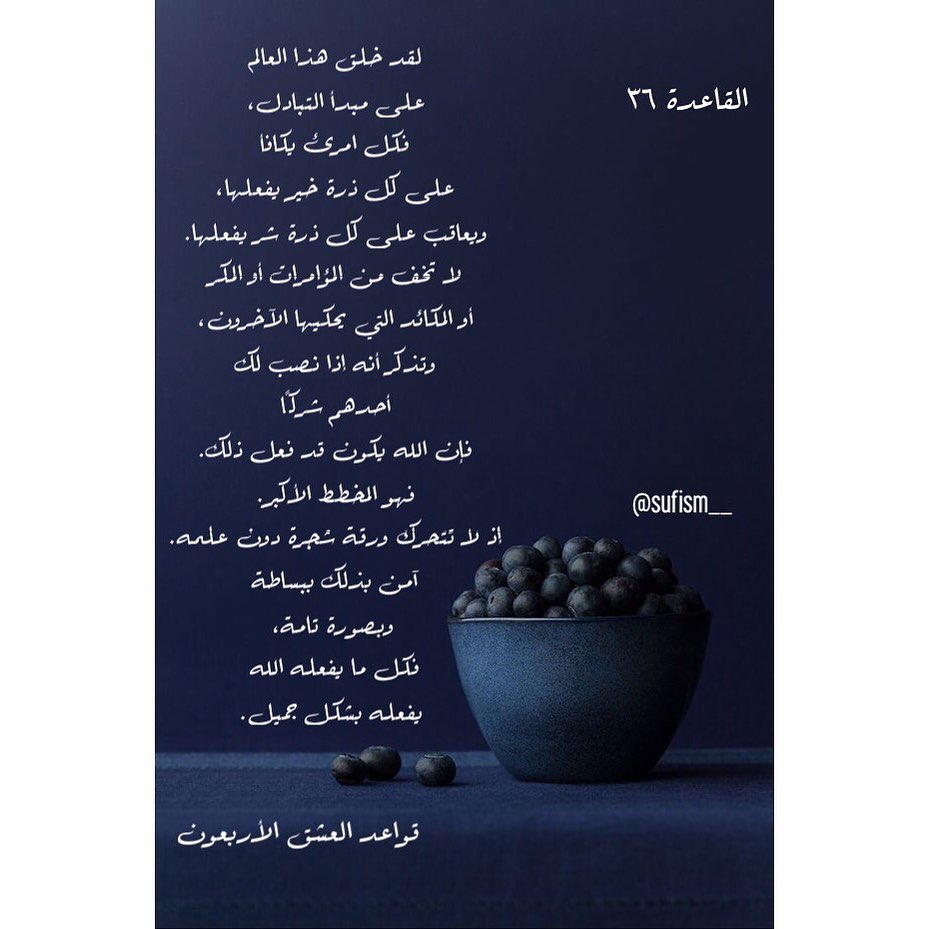 القاعدة ٣٦
لقد خلق هذا العالم
على مبدأ التبادل،
فكل امرئ يكافأ
على كل ذرة خير يفعلها،
ويعاقب على كل ذرة شر يفعلها.
لا تخف من المؤامرات أو المكر
أو المكائد التي يحكيها الآخرون،
وتذكر أنه إذا نصب لك
أحدهم شركًا
فإن الله يكون قد فعل ذلك.
فهو المخطط الأكبر.
إذ لا تتحرك ورقة شجرة دون علمه.
آمن بذلك ببساطة
وبصورة تامة،
فكل ما يفعله الله
يفعله بشكل جميل.
@sufism__
قواعد العشق الأربعون